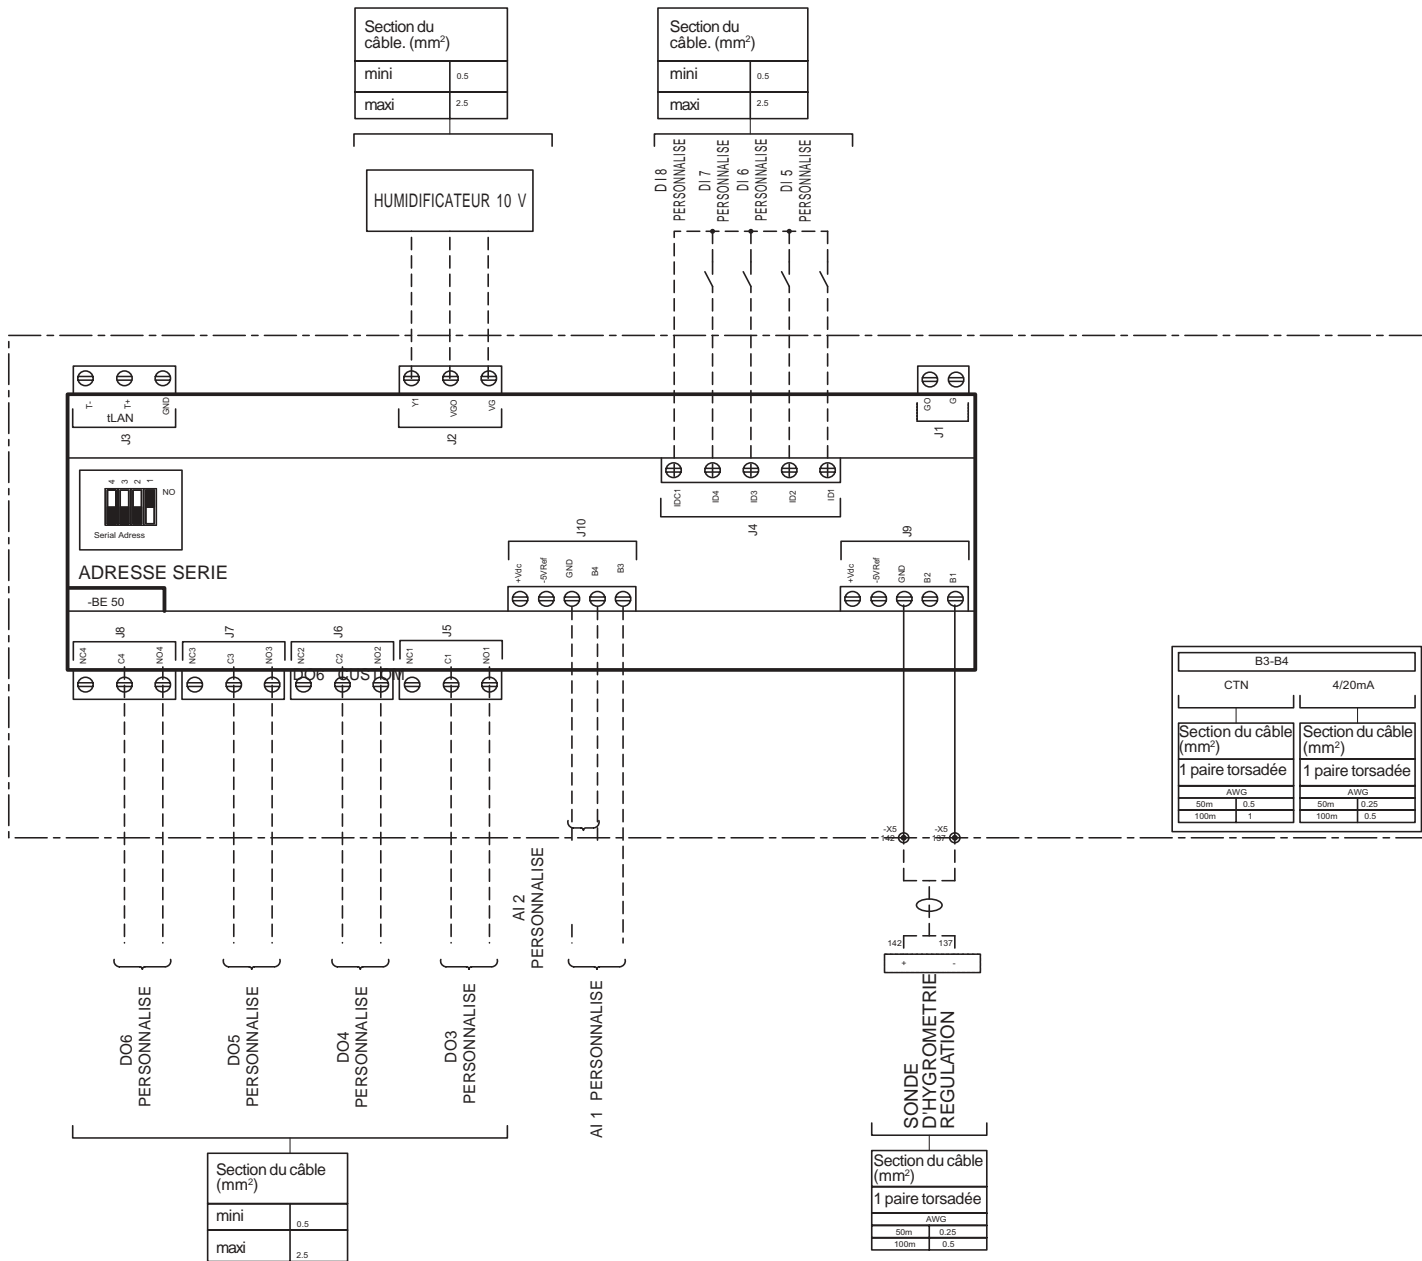 Section du
câble. (mm²)
mini 0.5
maxi 2.5
Section du
câble. (mm²)
mini 0.5
maxi 2.5
HUMIDIFICATEUR 10 V
DI 8
PERSONNALISE
DI 7
PERSONNALISE
DI 6
PERSONNALISE
DI 5
PERSONNALISE
T- T+ GND
tLAN
J3
Y1 VGO VG
J2
GO G
J1
4 3 2 1
NO
Serial Adress
ADRESSE SERIE
-BE 50
IDC1 ID4 ID3 ID2 ID1
J4
J10
+Vdc -5VRef GND B4 B3
J9
+Vdc -5VRef GND B2 B1
J8
NC4 C4 NO4
J7
NC3 C3 NO3
J6
NC2 C2 NO2
J5
NC1 C1 NO1
DO6 CUSTOM
B3-B4
CTN 4/20mA
Section du câble
(mm²)
1 paire torsadée
AWG
50m 0.5
100m 1
Section du câble
(mm²)
1 paire torsadée
AWG
50m 0.25
100m 0.5
-X5
142
-X5
137
AI 2
PERSONNALISE
142 137
+ -
DO6
PERSONNALISE
DO5
PERSONNALISE
DO4
PERSONNALISE
DO3
PERSONNALISE
AI 1 PERSONNALISE
SONDE
D'HYGROMETRIE
REGULATION
Section du câble
(mm²)
mini 0.5
maxi 2.5
Section du câble
(mm²)
1 paire torsadée
AWG
50m 0.25
100m 0.5